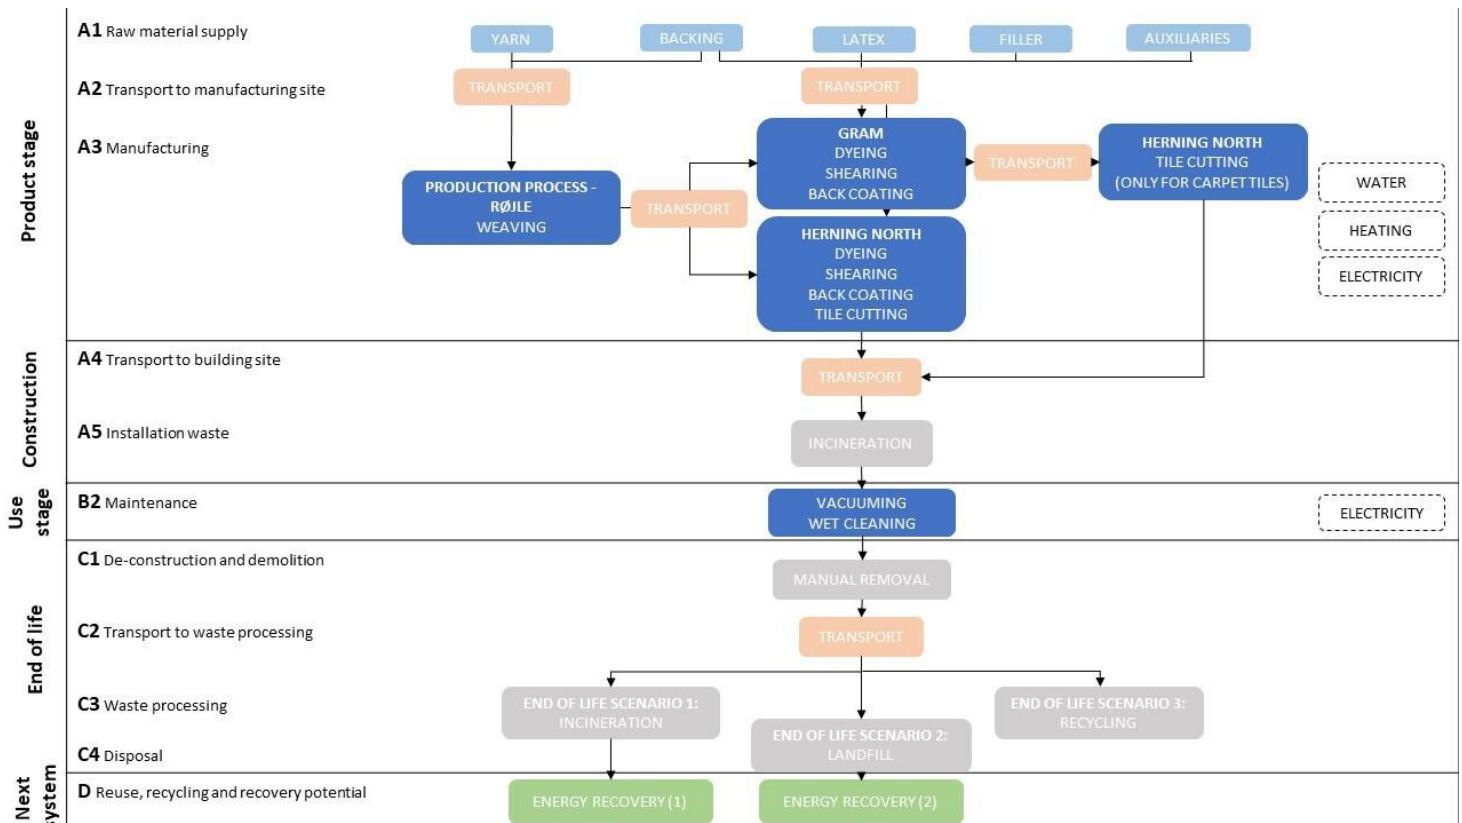 Product stage
A1 Raw material supply
YARN
BACKING
LATEX
FILLER
AUXILIARIES
A2 Transport to manufacturing site
TRANSPORT
TRANSPORT
A3 Manufacturing
PRODUCTION PROCESS -
RØJLE
WEAVING
TRANSPORT
GRAM
DYEING
SHEARING
BACK COATING
TRANSPORT
HERNING NORTH
TILE CUTTING
(ONLY FOR CARPET TILES)
HERNING NORTH
DYEING
SHEARING
BACK COATING
TILE CUTTING
WATER
HEATING
ELECTRICITY
Construction
A4 Transport to building site
TRANSPORT
A5 Installation waste
INCINERATION
Use
stage
B2 Maintenance
VACUUMING
WET CLEANING
ELECTRICITY
End of life
C1 De-construction and demolition
MANUAL REMOVAL
C2 Transport to waste processing
TRANSPORT
C3 Waste processing
END OF LIFE SCENARIO 1:
INCINERATION
END OF LIFE SCENARIO 3:
RECYCLING
C4 Disposal
END OF LIFE SCENARIO 2:
LANDFILL
Next
system
D Reuse, recycling and recovery potential
ENERGY RECOVERY (1)
ENERGY RECOVERY (2)